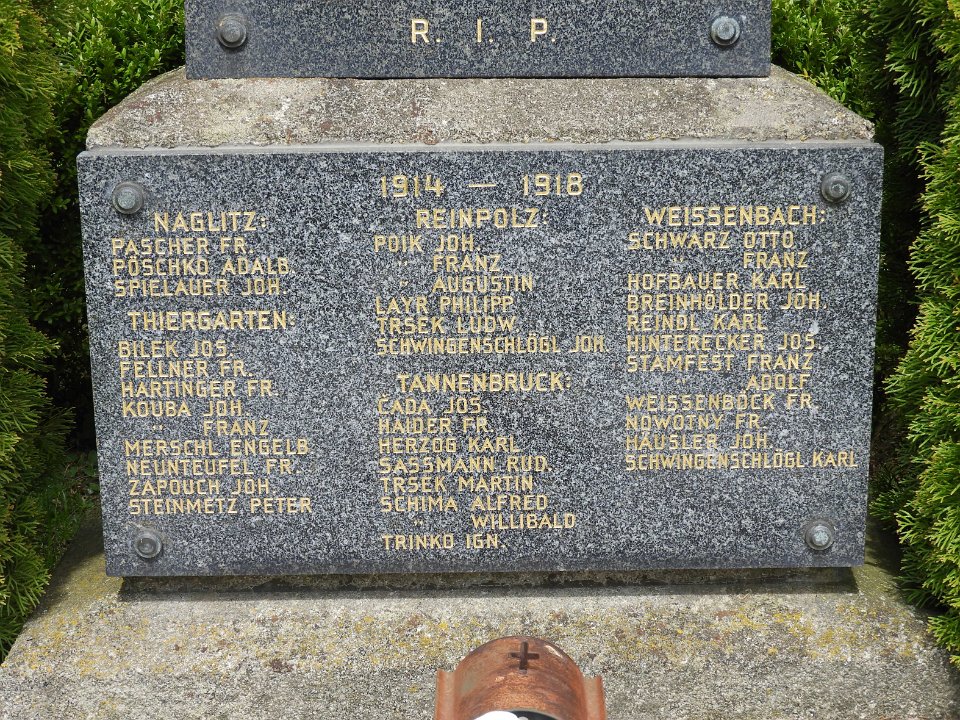 R. I. P.
1914 — 1918
NAGLITZ:
PASCHER FR.
PÖSCHKO ADALB.
SPIELAUER JOH.
THIERGARTEN:
BILEK JOS.
FELLNER FR.
HARTINGER FR.
KOUBA JOH.
" FRANZ
MERSCHL ENGELB.
NEUNTEUFEL FR.
ZAPOUCH JOH.
STEINMETZ PETER
REINPOLZ:
POIK JOH.
" FRANZ
" AUGUSTIN
LAYR PHILIPP
TRSEK LUDW.
SCHWINGENSCHLÖGL JOH.
TANNENBRUCK:
ČADA JOS.
HAIDER FR.
HERZOG KARL
SASSMANN RUD.
TRSEK MARTIN
SCHIMA ALFRED
" WILLIBALD
TRINKO IGN.
WEISSENBACH:
SCHWARZ OTTO
" FRANZ
HOFBAUER KARL
BREINHÖLDER JOH.
REINDL KARL
HINTERECKER JOS.
STAMFEST FRANZ
" ADOLF
WEISSENBÖCK FR.
NOWOTNY FR.
HÄUSLER JOH.
SCHWINGENSCHLÖGL KARL